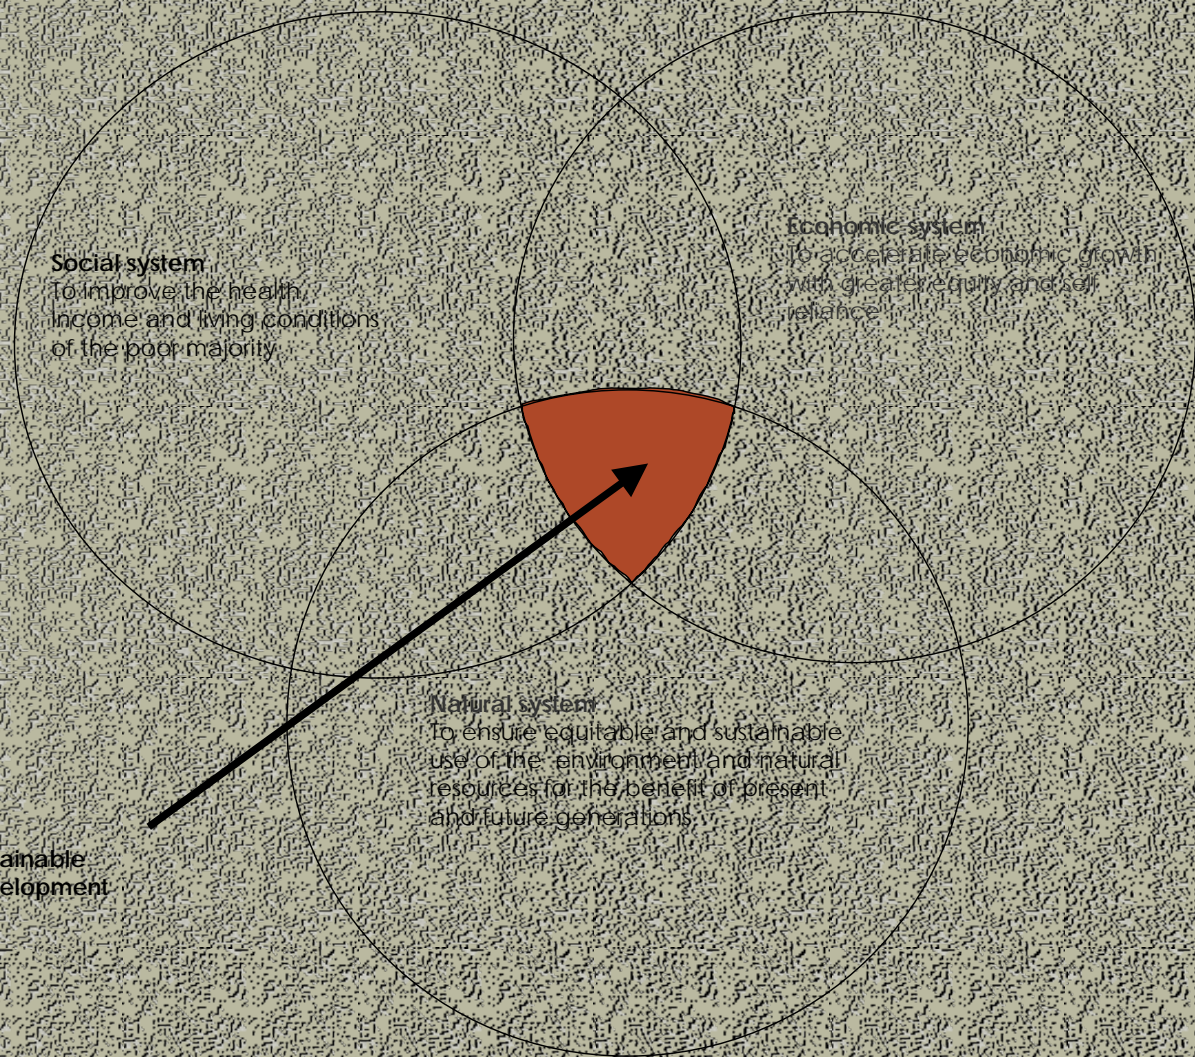 Social system
To improve the health,
Income and living conditions
of the poor majority
Economic system
To accelerate economic growth
with greater equity and self
reliance
Natural system
To ensure equitable and sustainable
use of the environment and natural
resources for the benefit of present
and future generations
ainable
elopment